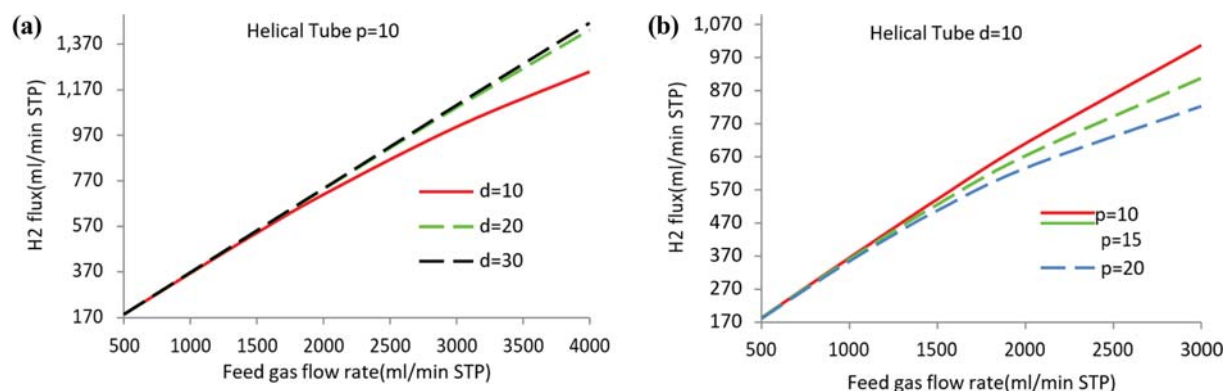 (a)
Helical Tube p=10
H2 flux(ml/min STP)
1,370
1,170
970
770
570
370
170
d=10
d=20
d=30
500 1000 1500 2000 2500 3000 3500 4000
Feed gas flow rate(ml/min STP)
(b)
Helical Tube d=10
H2 flux(ml/min STP)
1,070
970
870
770
670
570
470
370
270
170
p=10
p=15
p=20
500 1000 1500 2000 2500 3000
Feed gas flow rate(ml/min STP)